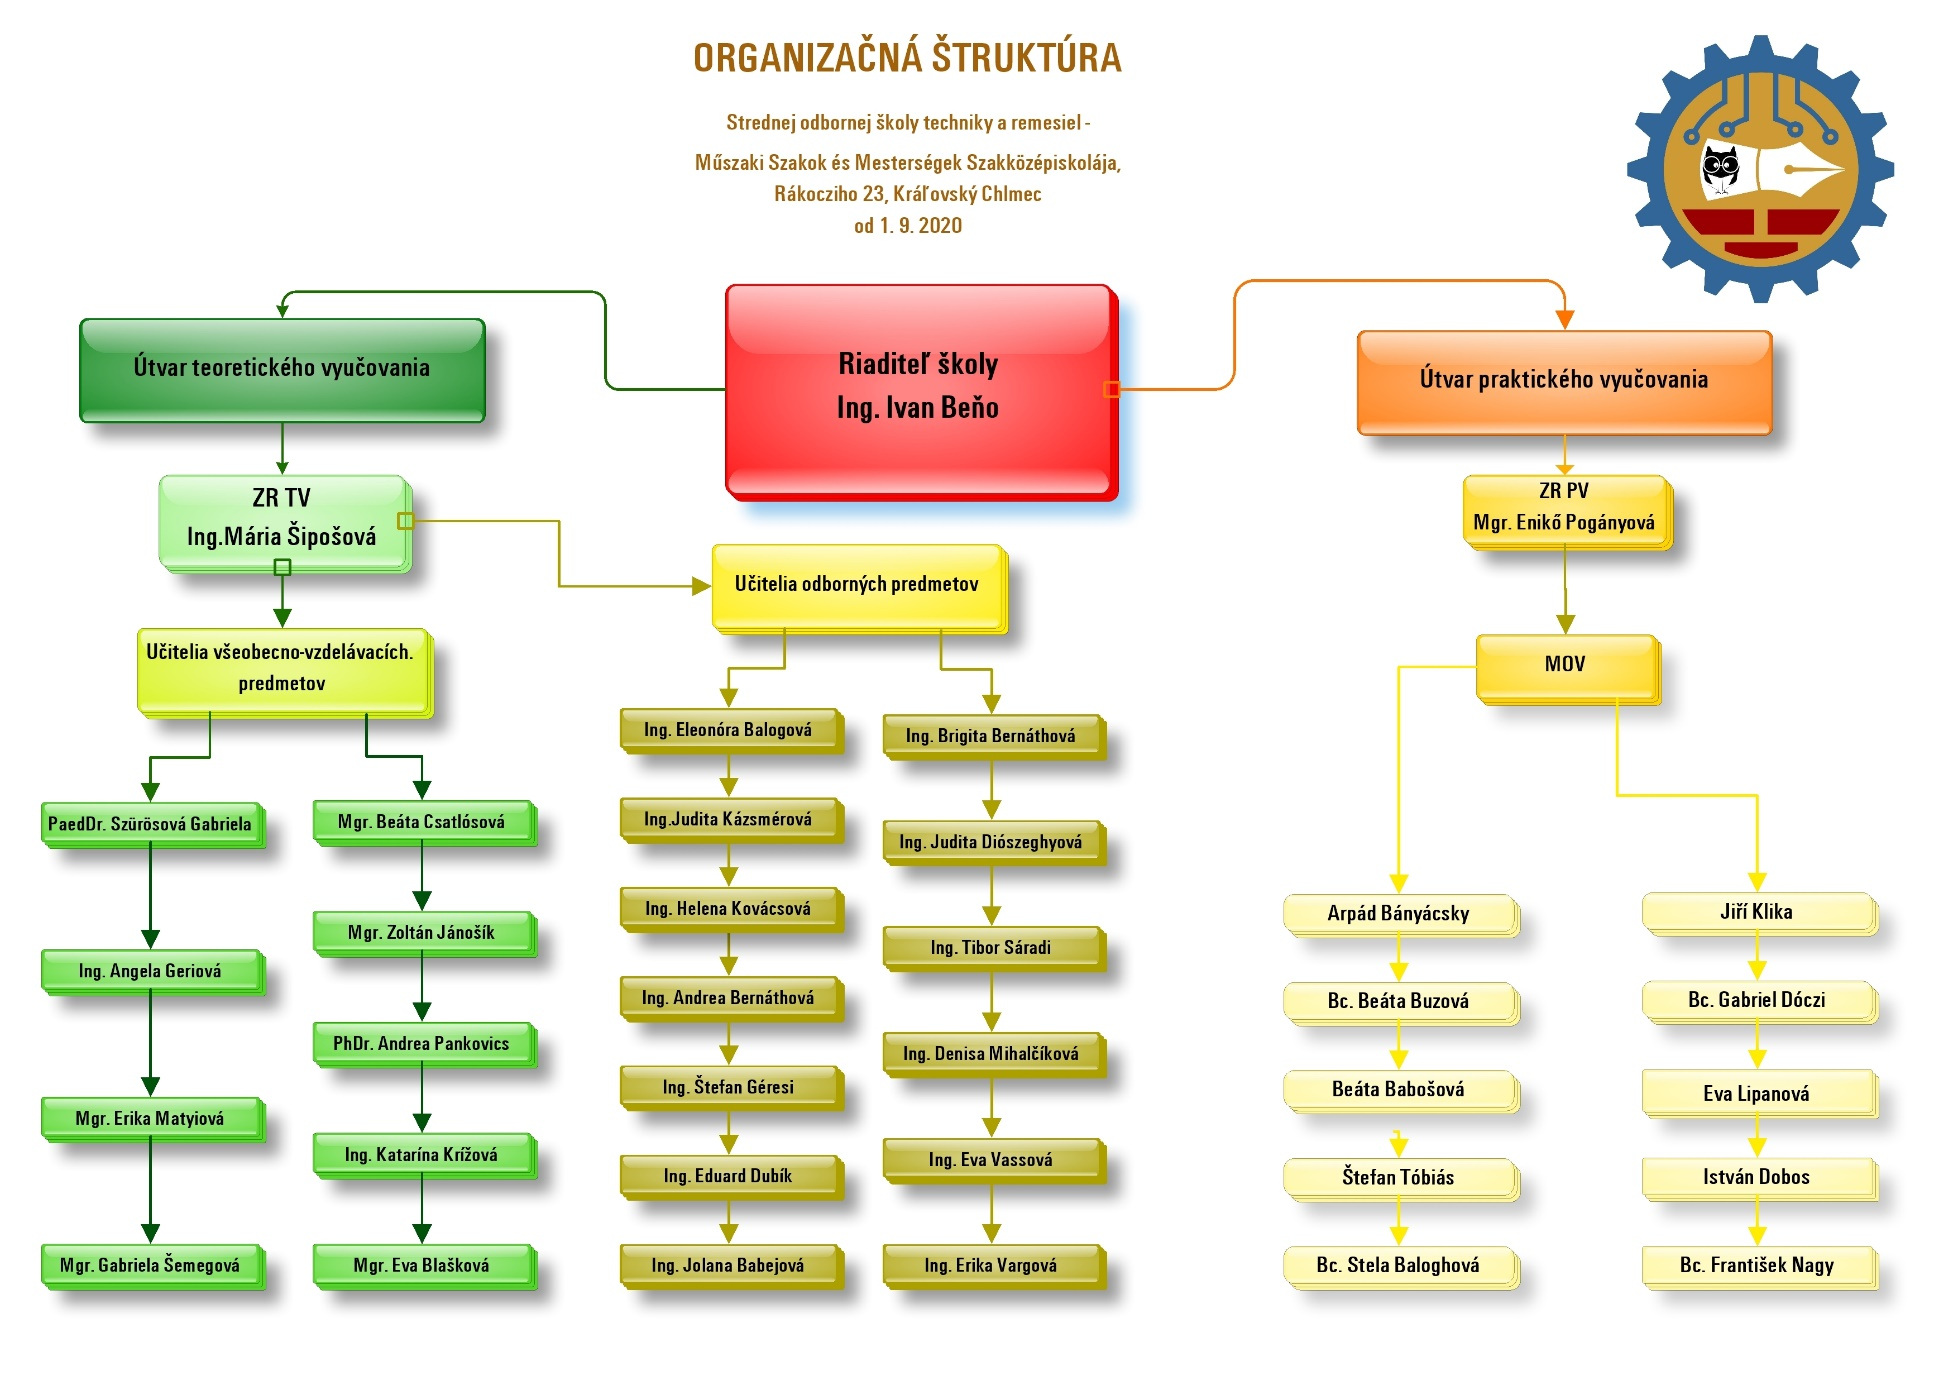 ORGANIZAČNÁ ŠTRUKTÚRA
Strednej odbornej školy techniky a remesiel -
Műszaki Szakok és Mesterségek Szakközépiskolája,
Rákocziho 23, Kráľovský Chlmec
od 1. 9. 2020
Riaditeľ školy
Ing. Ivan Beňo
Útvar teoretického vyučovania
ZR TV
Ing.Mária Šipošová
Učitelia všeobecno-vzdelávacích.
predmetov
PaedDr. Szürösová Gabriela
Ing. Angela Geriová
Mgr. Erika Matyiová
Mgr. Gabriela Šemegová
Mgr. Beáta Csatlósová
Mgr. Zoltán Jánošík
PhDr. Andrea Pankovics
Ing. Katarína Krížová
Mgr. Eva Blašková
Učitelia odborných predmetov
Ing. Eleonóra Balogová
Ing.Judita Kázsmérová
Ing. Helena Kovácsová
Ing. Andrea Bernáthová
Ing. Štefan Géresi
Ing. Eduard Dubík
Ing. Jolana Babejová
Ing. Brigita Bernáthová
Ing. Judita Diószeghyová
Ing. Tibor Sáradi
Ing. Denisa Mihalčíková
Ing. Eva Vassová
Ing. Erika Vargová
Útvar praktického vyučovania
ZR PV
Mgr. Enikő Pogányová
MOV
Arpád Bányácsky
Bc. Beáta Buzová
Beáta Babošová
Štefan Tóbiás
Bc. Stela Baloghová
Jiří Klika
Bc. Gabriel Dóczi
Eva Lipanová
István Dobos
Bc. František Nagy